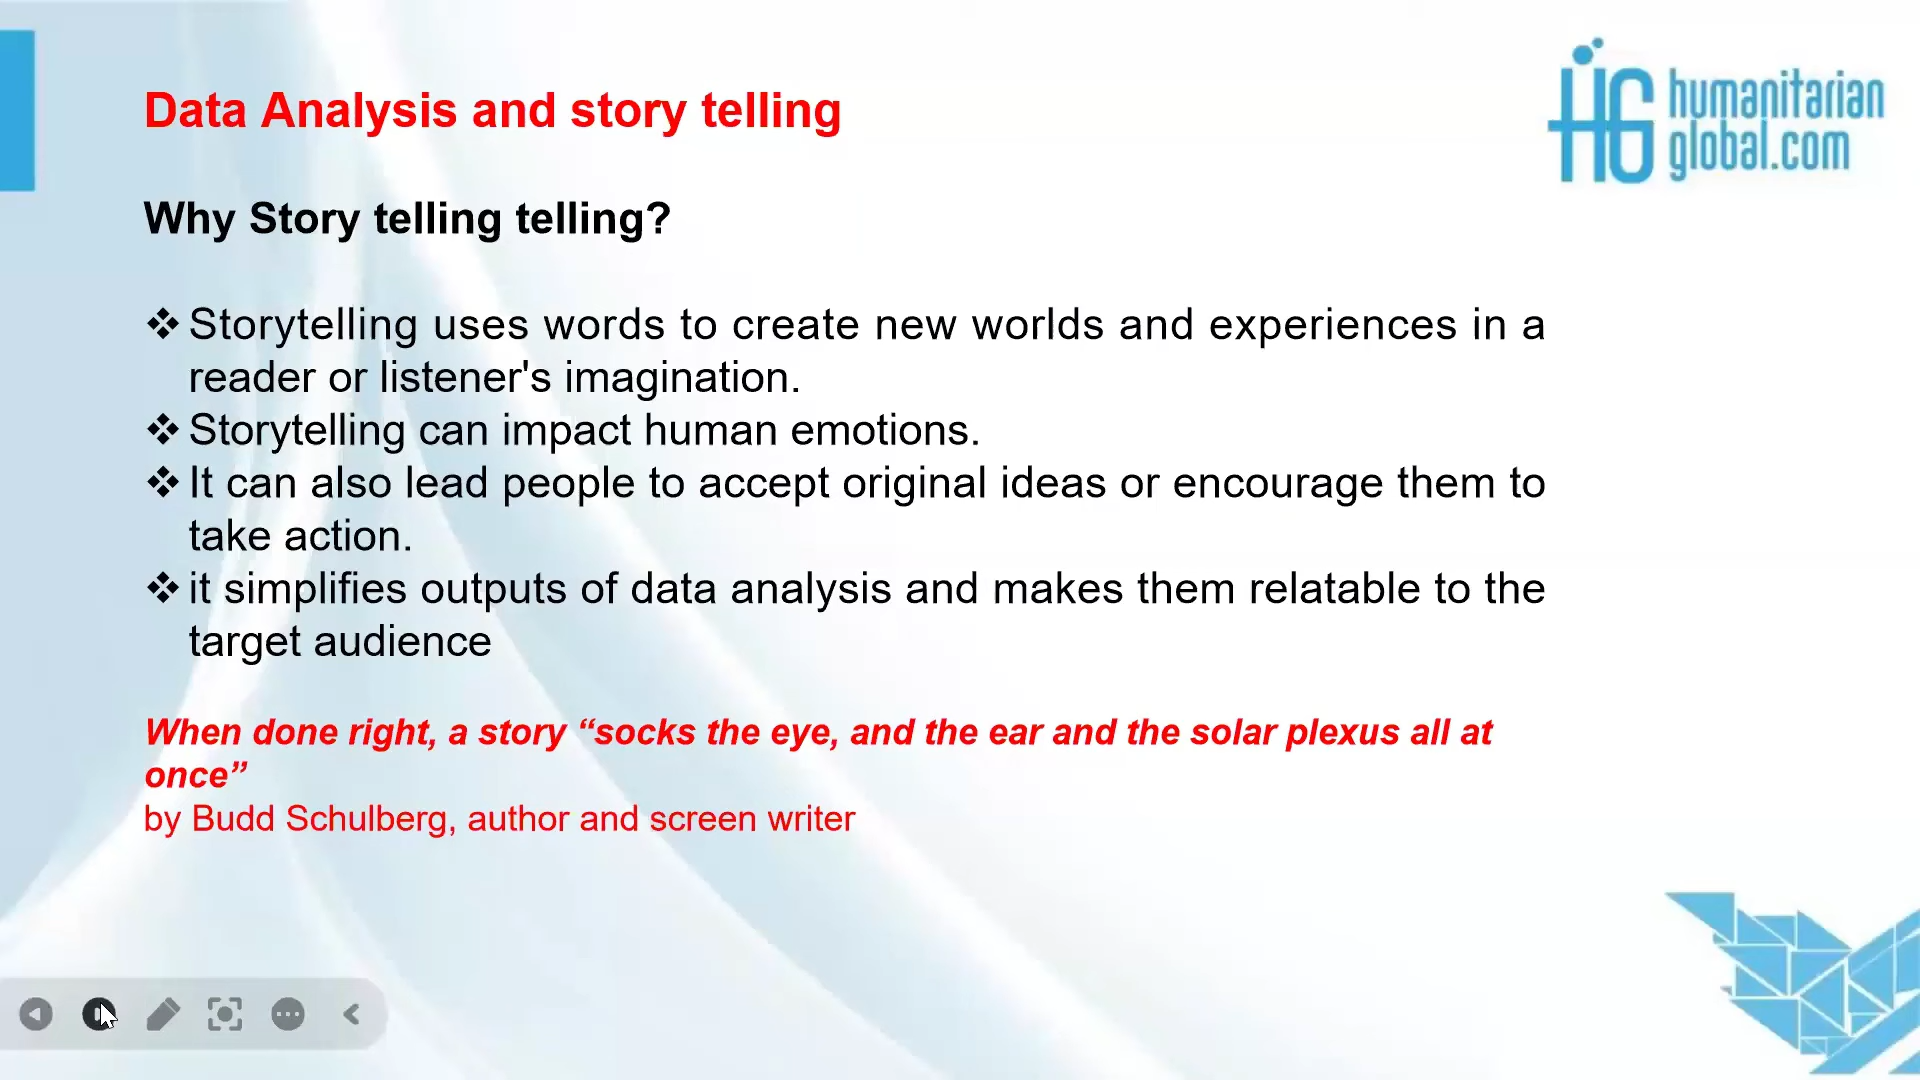 Data Analysis and story telling
HG humanitarian
global.com
Why Story telling telling?
❖ Storytelling uses words to create new worlds and experiences in a
reader or listener's imagination.
❖ Storytelling can impact human emotions.
❖ It can also lead people to accept original ideas or encourage them to
take action.
❖ it simplifies outputs of data analysis and makes them relatable to the
target audience
When done right, a story “socks the eye, and the ear and the solar plexus all at
once”
by Budd Schulberg, author and screen writer